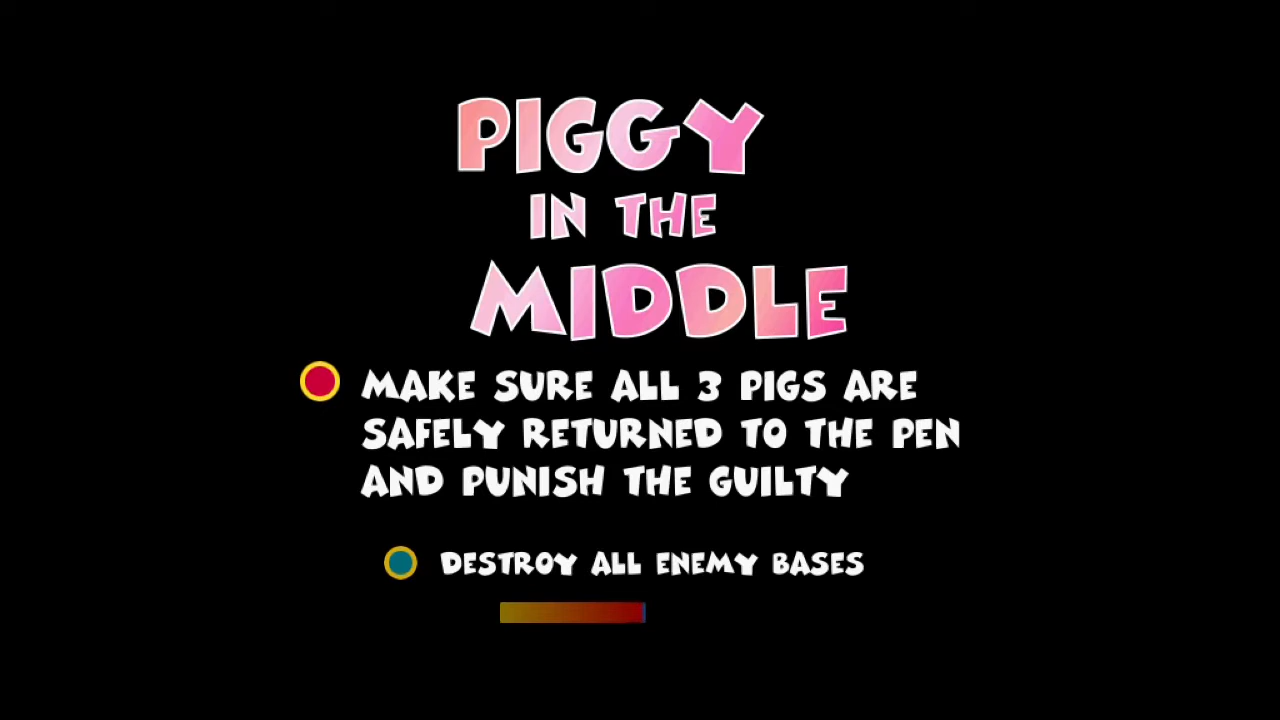 PIGGY
IN THE
MIDDLE
MAKE SURE ALL 3 PIGS ARE
SAFELY RETURNED TO THE PEN
AND PUNISH THE GUILTY
DESTROY ALL ENEMY BASES